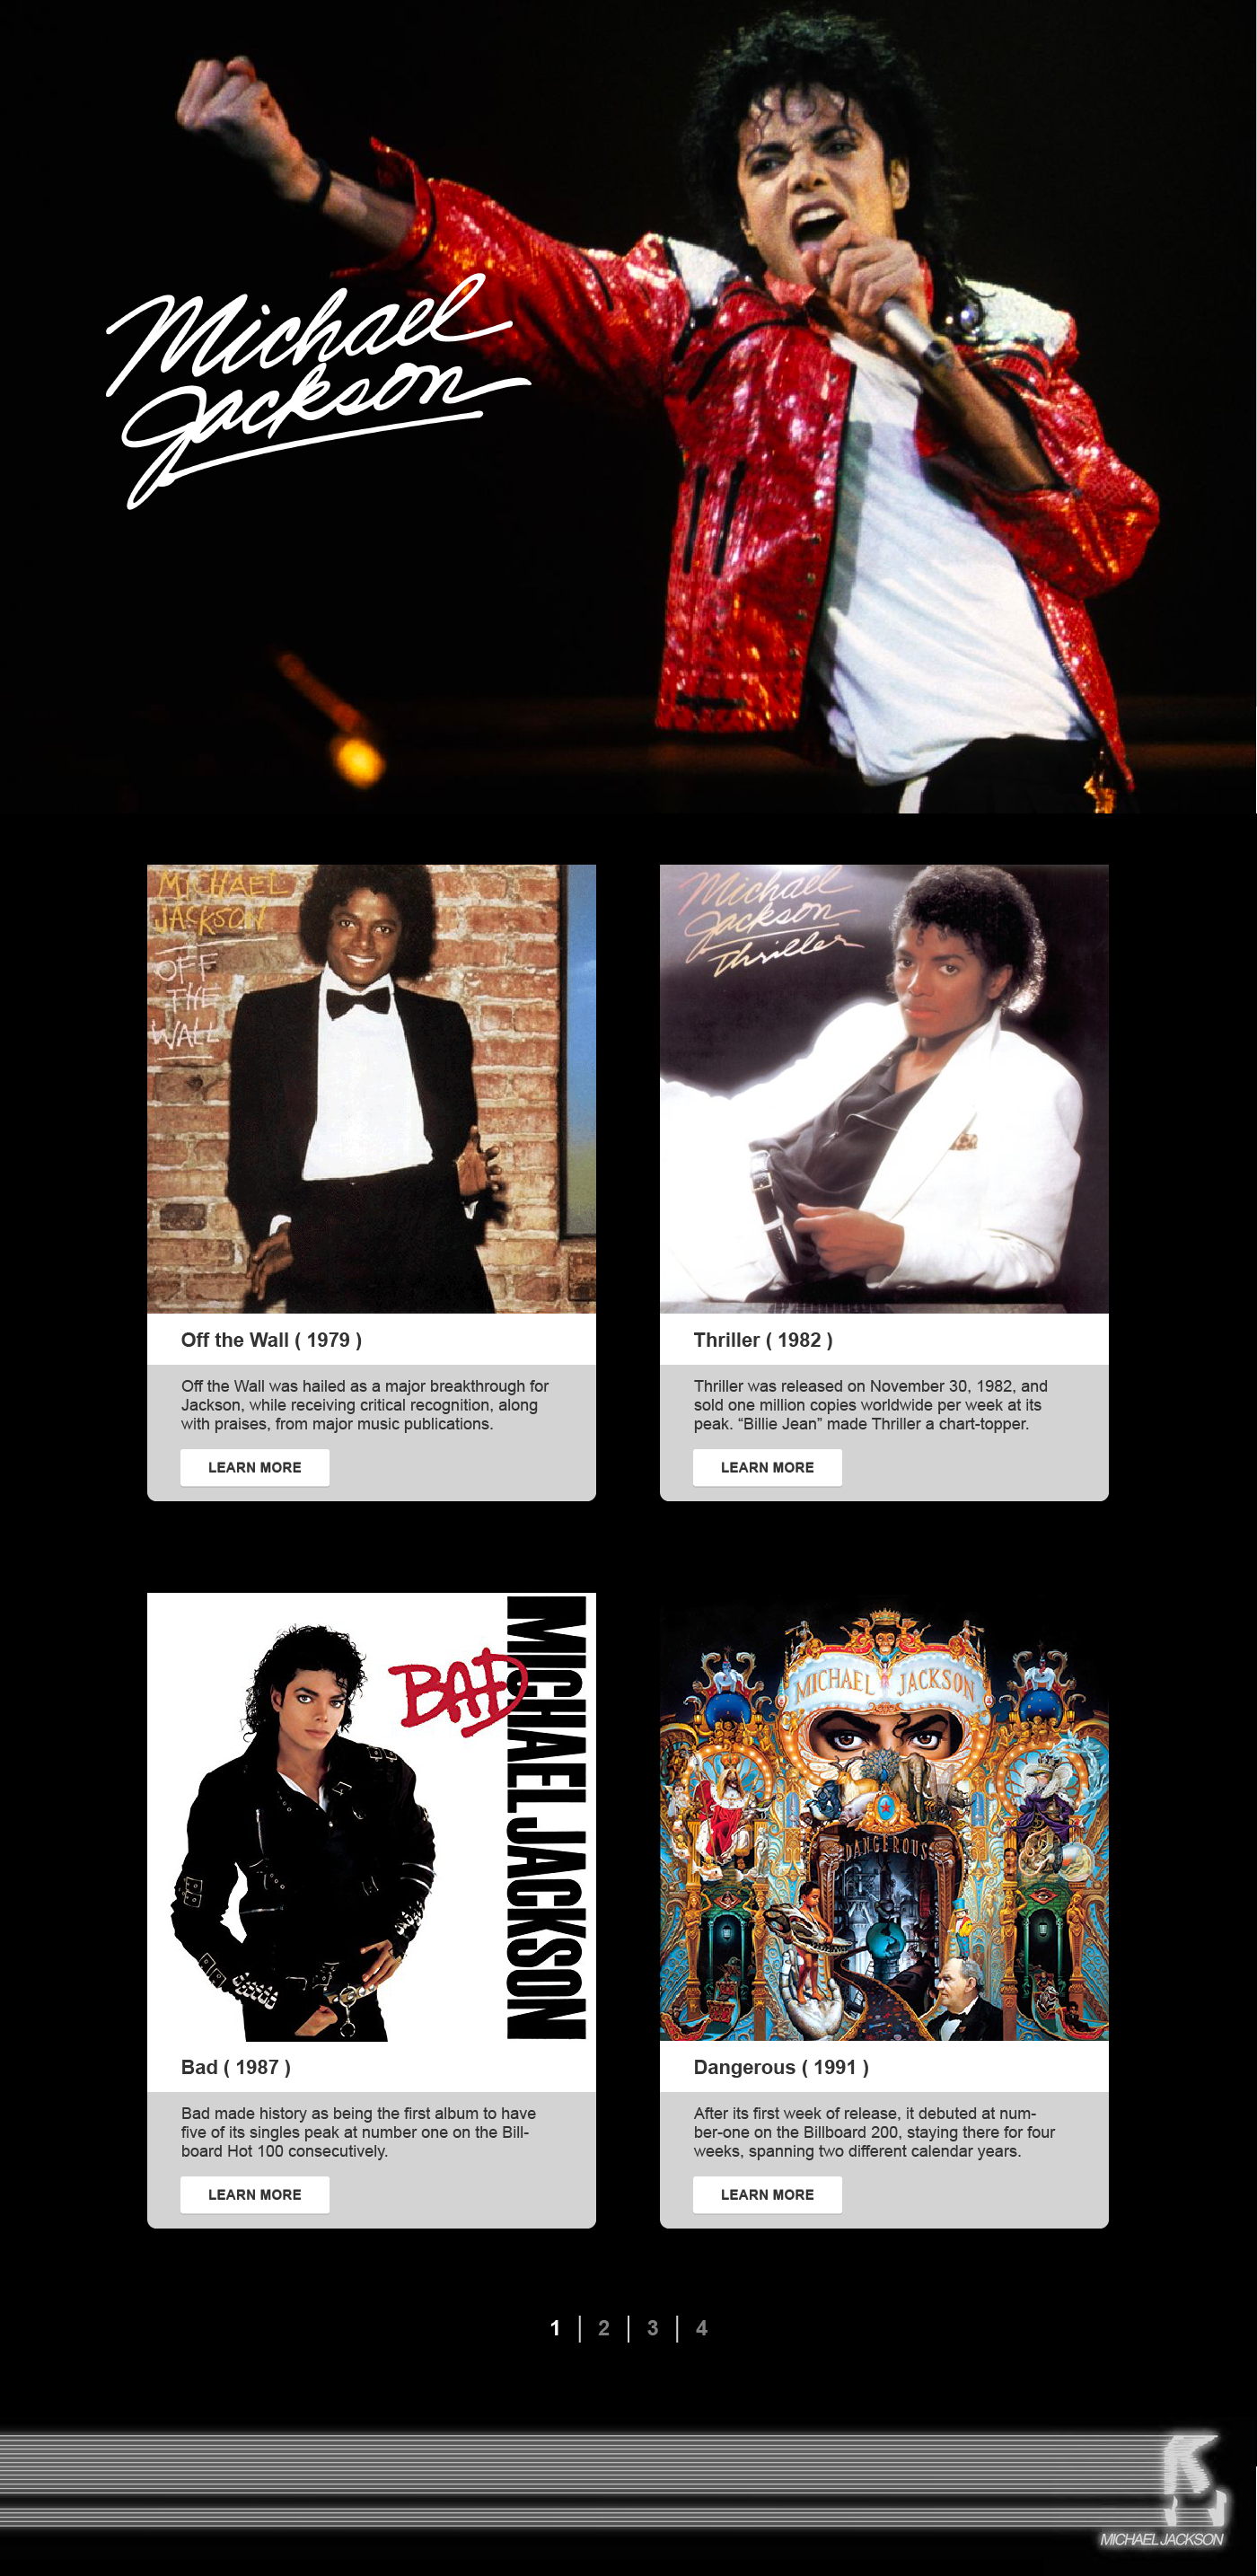 Michael
Jackson
MICHAEL
JACKSON
OFF
THE
WALL
Off the Wall ( 1979 )
Off the Wall was hailed as a major breakthrough for
Jackson, while receiving critical recognition, along
with praises, from major music publications.
LEARN MORE
Michael
Jackson
Thriller
Thriller ( 1982 )
Thriller was released on November 30, 1982, and
sold one million copies worldwide per week at its
peak. “Billie Jean” made Thriller a chart-topper.
LEARN MORE
BAD
MICHAEL JACKSON
Bad ( 1987 )
Bad made history as being the first album to have
five of its singles peak at number one on the Bill-
board Hot 100 consecutively.
LEARN MORE
MICHAEL JACKSON
DANGEROUS
Dangerous ( 1991 )
After its first week of release, it debuted at num-
ber-one on the Billboard 200, staying there for four
weeks, spanning two different calendar years.
LEARN MORE
1 | 2 | 3 | 4
MICHAEL JACKSON